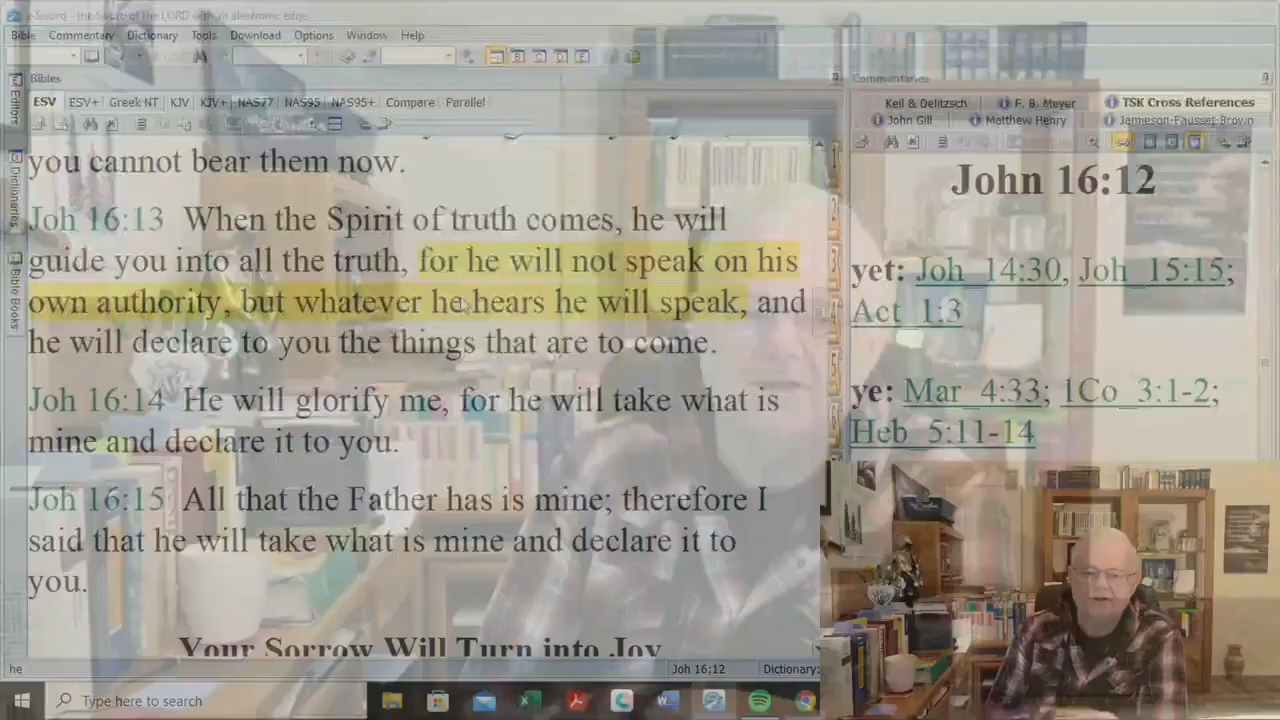 e-Sword - the Sword of the LORD with an electronic edge
Bible Commentary Dictionary Tools Download Options Window Help
Bibles
Commentaries
ESV ESV+ Greek NT KJV KJV+ NAS77 NAS95 NAS95+ Compare Parallel
Keil & Delitzsch F. B. Meyer TSK Cross References
John Gill Matthew Henry Jamieson-Fausset-Brown
Editors
Dictionaries
Bible Books
you cannot bear them now.
Joh 16:13 When the Spirit of truth comes, he will
guide you into all the truth, for he will not speak on his
own authority, but whatever he hears he will speak, and
he will declare to you the things that are to come.
Joh 16:14 He will glorify me, for he will take what is
mine and declare it to you.
Joh 16:15 All that the Father has is mine; therefore I
said that he will take what is mine and declare it to
you.
Your Sorrow Will Turn into Joy
John 16:12
yet: Joh_14:30, Joh_15:15;
Act_1:3
ye: Mar_4:33; 1Co_3:1-2;
Heb_5:11-14
he
Joh 16:12
Dictionary:
Type here to search